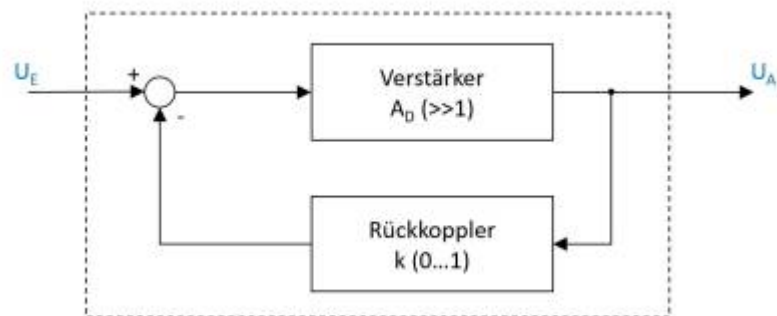 U_E
+
-
Verstärker
A_D (>>1)
U_A
Rückkoppler
k (0...1)